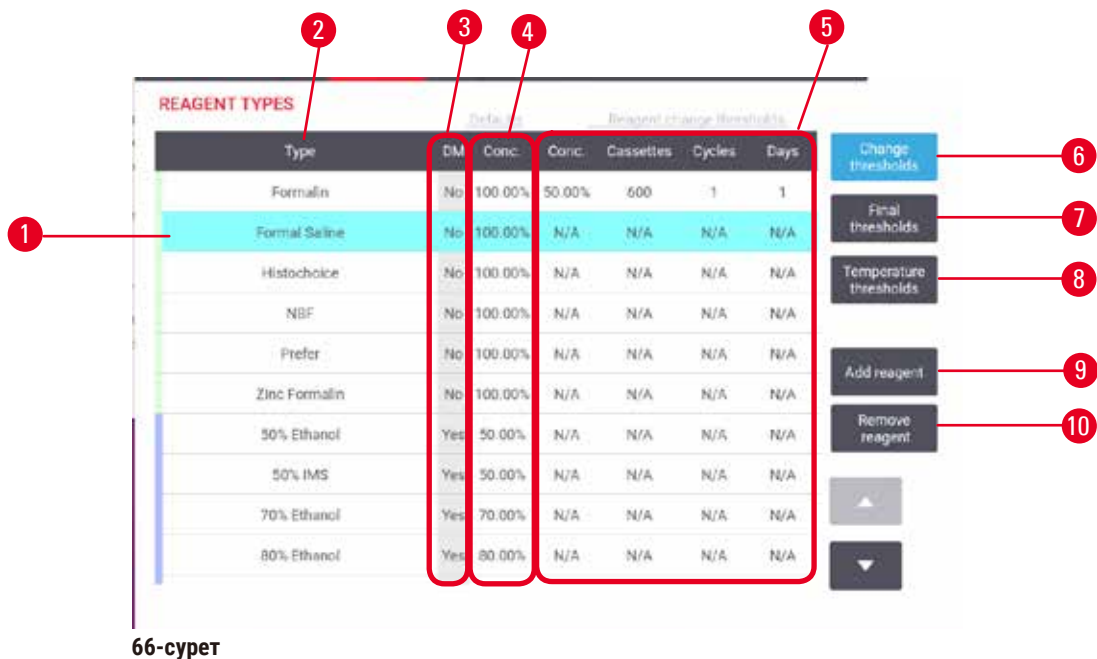 2
3
4
5
REAGENT TYPES
Defaults
Reagent change thresholds
Type DM Conc. Conc. Cassettes Cycles Days
Formalin No 100.00% 50.00% 600 1 1
Formal Saline No 100.00% N/A N/A N/A N/A
Histochoice No 100.00% N/A N/A N/A N/A
NBF No 100.00% N/A N/A N/A N/A
Prefer No 100.00% N/A N/A N/A N/A
Zinc Formalin No 100.00% N/A N/A N/A N/A
50% Ethanol Yes 50.00% N/A N/A N/A N/A
50% IMS Yes 50.00% N/A N/A N/A N/A
70% Ethanol Yes 70.00% N/A N/A N/A N/A
80% Ethanol Yes 80.00% N/A N/A N/A N/A
1
Change
thresholds
6
Final
thresholds
7
Temperature
thresholds
8
Add reagent
9
Remove
reagent
10
66-сурет